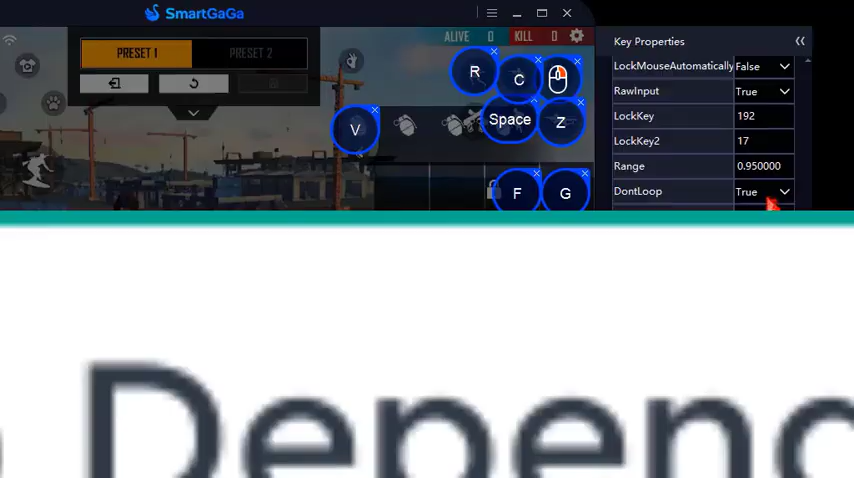 SmartGaGa
PRESET 1
PRESET 2
ALIVE 0 KILL 0
R
C
Space
Z
V
F
G
Key Properties
LockMouseAutomatically False
RawInput True
LockKey 192
LockKey2 17
Range 0.950000
DontLoop True
Depend